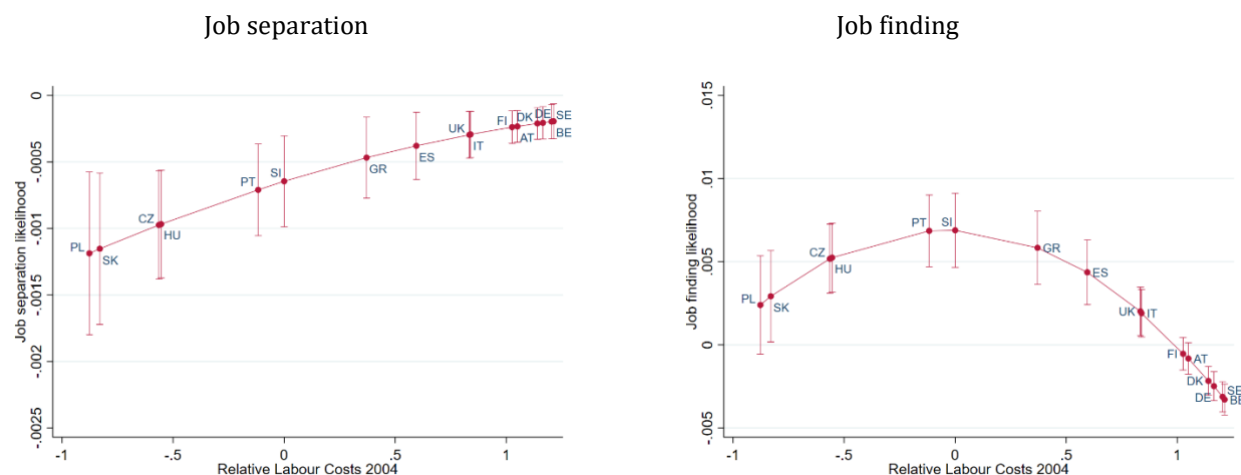 Job separation
Job finding
Job separation likelihood
0
-.0005
-.001
-.0015
-.002
-.0025
PL
SK
CZ
HU
PT
SI
GR
ES
UK
IT
FI
DK
AT
DE
SE
BE
-1
-.5
0
.5
1
Relative Labour Costs 2004
Job finding likelihood
.015
.01
.005
0
-.005
PL
SK
CZ
HU
PT
SI
GR
ES
UK
IT
FI
AT
DK
DE
SE
BE
-1
-.5
0
.5
1
Relative Labour Costs 2004